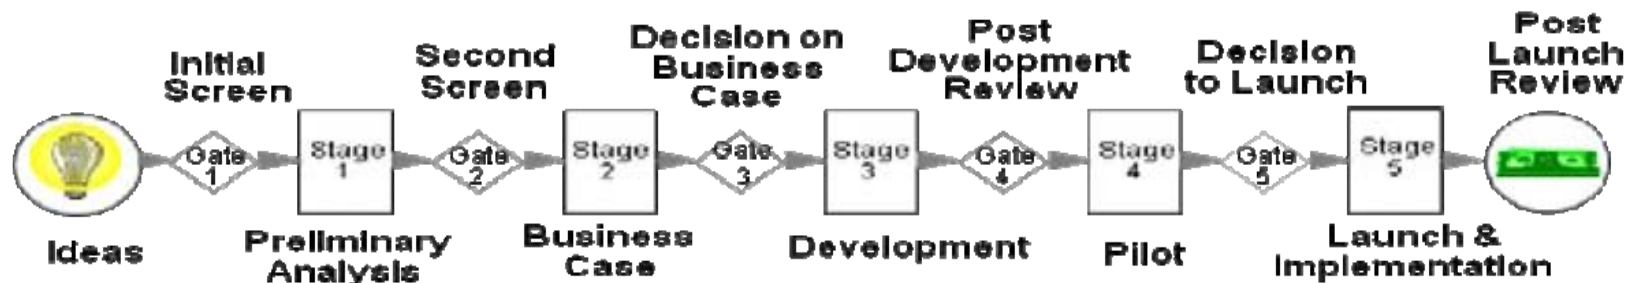 Initial
Screen
Second
Screen
Decision on
Business
Case
Post
Development
Review
Decision
to Launch
Post
Launch
Review
Gate
1
Stage
1
Gate
2
Stage
2
Gate
3
Stage
3
Gate
4
Stage
4
Gate
5
Stage
5
Ideas
Preliminary
Analysis
Business
Case
Development
Pilot
Launch &
Implementation